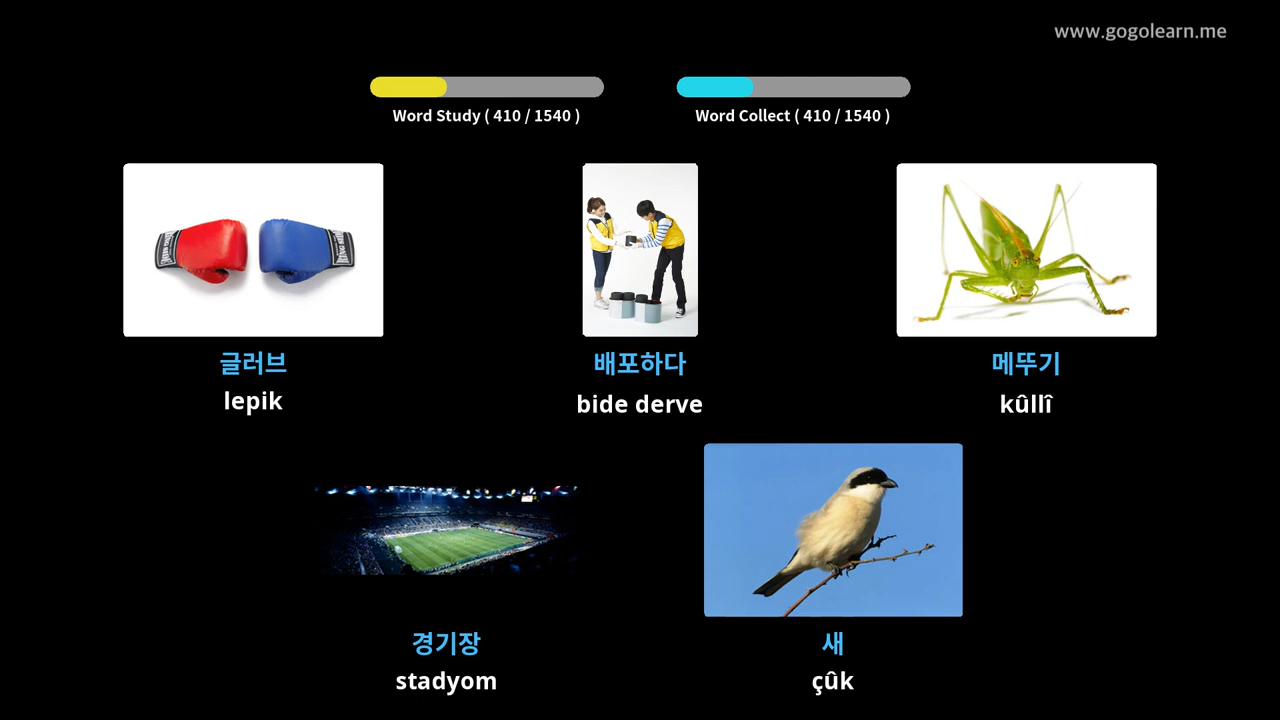 www.gogolearn.me
Word Study ( 410 / 1540 )
Word Collect ( 410 / 1540 )
글러브
lepik
배포하다
bide derve
메뚜기
kûllî
경기장
stadyom
새
çûk